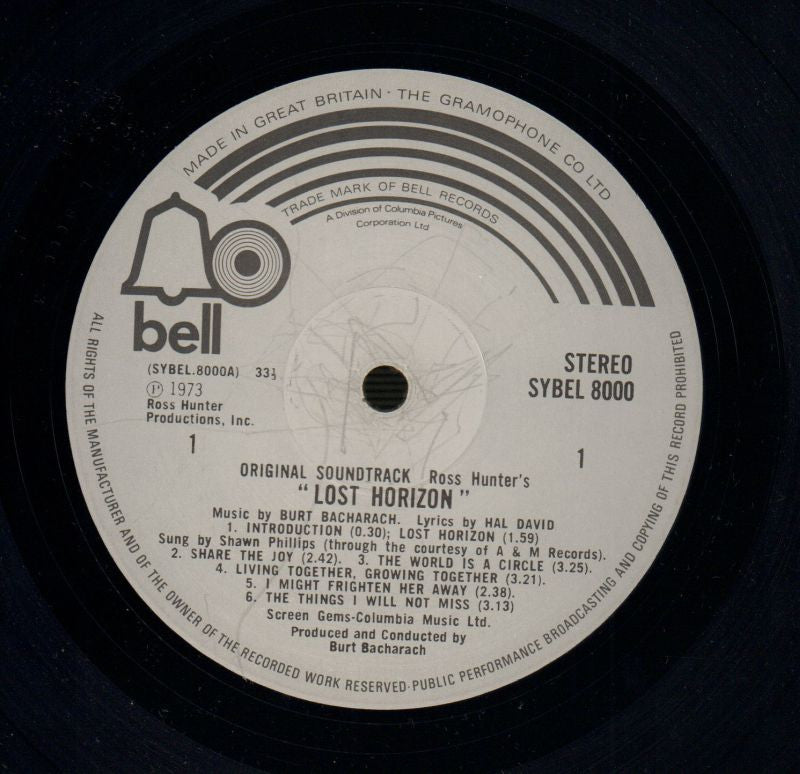 MADE IN GREAT BRITAIN · THE GRAMOPHONE CO LTD
TRADE MARK OF BELL RECORDS
A Division of Columbia Pictures
Corporation Ltd
bell
(SYBEL.8000A) 33⅓
Ⓟ 1973
Ross Hunter
Productions, Inc.
1
STEREO
SYBEL 8000
1
ORIGINAL SOUNDTRACK Ross Hunter's
"LOST HORIZON"
Music by BURT BACHARACH. Lyrics by HAL DAVID
1. INTRODUCTION (0.30); LOST HORIZON (1.59)
Sung by Shawn Phillips (through the courtesy of A & M Records).
2. SHARE THE JOY (2.42). 3. THE WORLD IS A CIRCLE (3.25).
4. LIVING TOGETHER, GROWING TOGETHER (3.21).
5. I MIGHT FRIGHTEN HER AWAY (2.38).
6. THE THINGS I WILL NOT MISS (3.13)
Screen Gems-Columbia Music Ltd.
Produced and Conducted by
Burt Bacharach
ALL RIGHTS OF THE MANUFACTURER AND OF THE OWNER OF THE RECORDED WORK RESERVED·PUBLIC PERFORMANCE BROADCASTING AND COPYING OF THIS RECORD PROHIBITED